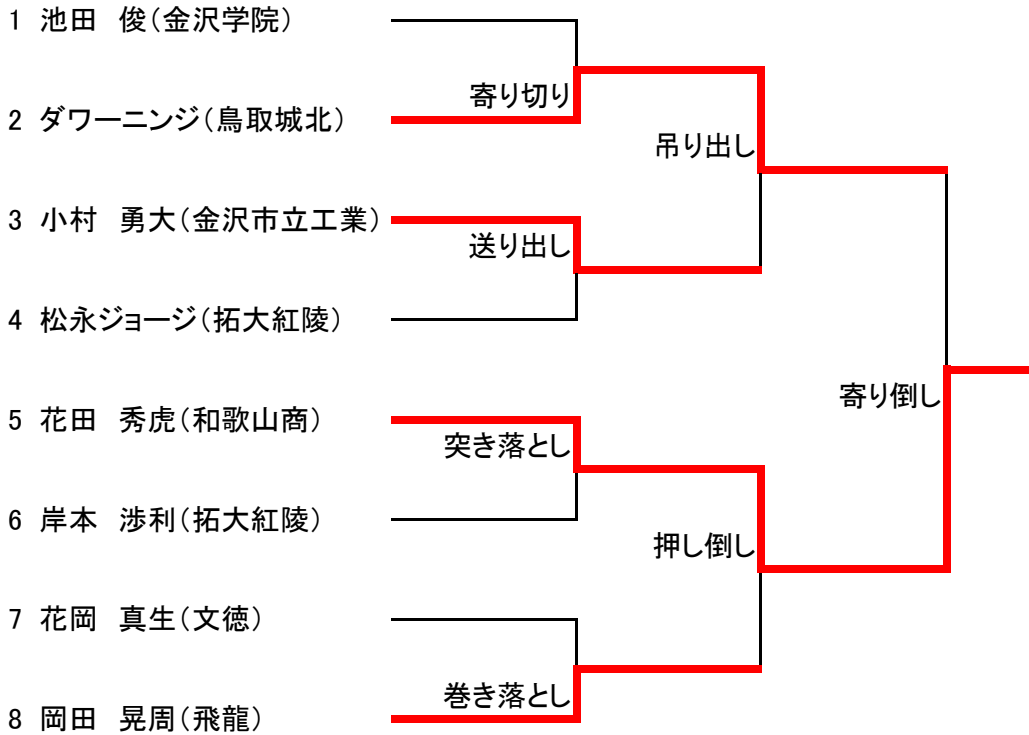 1 池田　俊（金沢学院）
寄り切り
2 ダワーニンジ（鳥取城北）
吊り出し
3 小村　勇大（金沢市立工業）
送り出し
4 松永ジョージ（拓大紅陵）
寄り倒し
5 花田　秀虎（和歌山商）
突き落とし
6 岸本　渉利（拓大紅陵）
押し倒し
7 花岡　真生（文徳）
巻き落とし
8 岡田　晃周（飛龍）